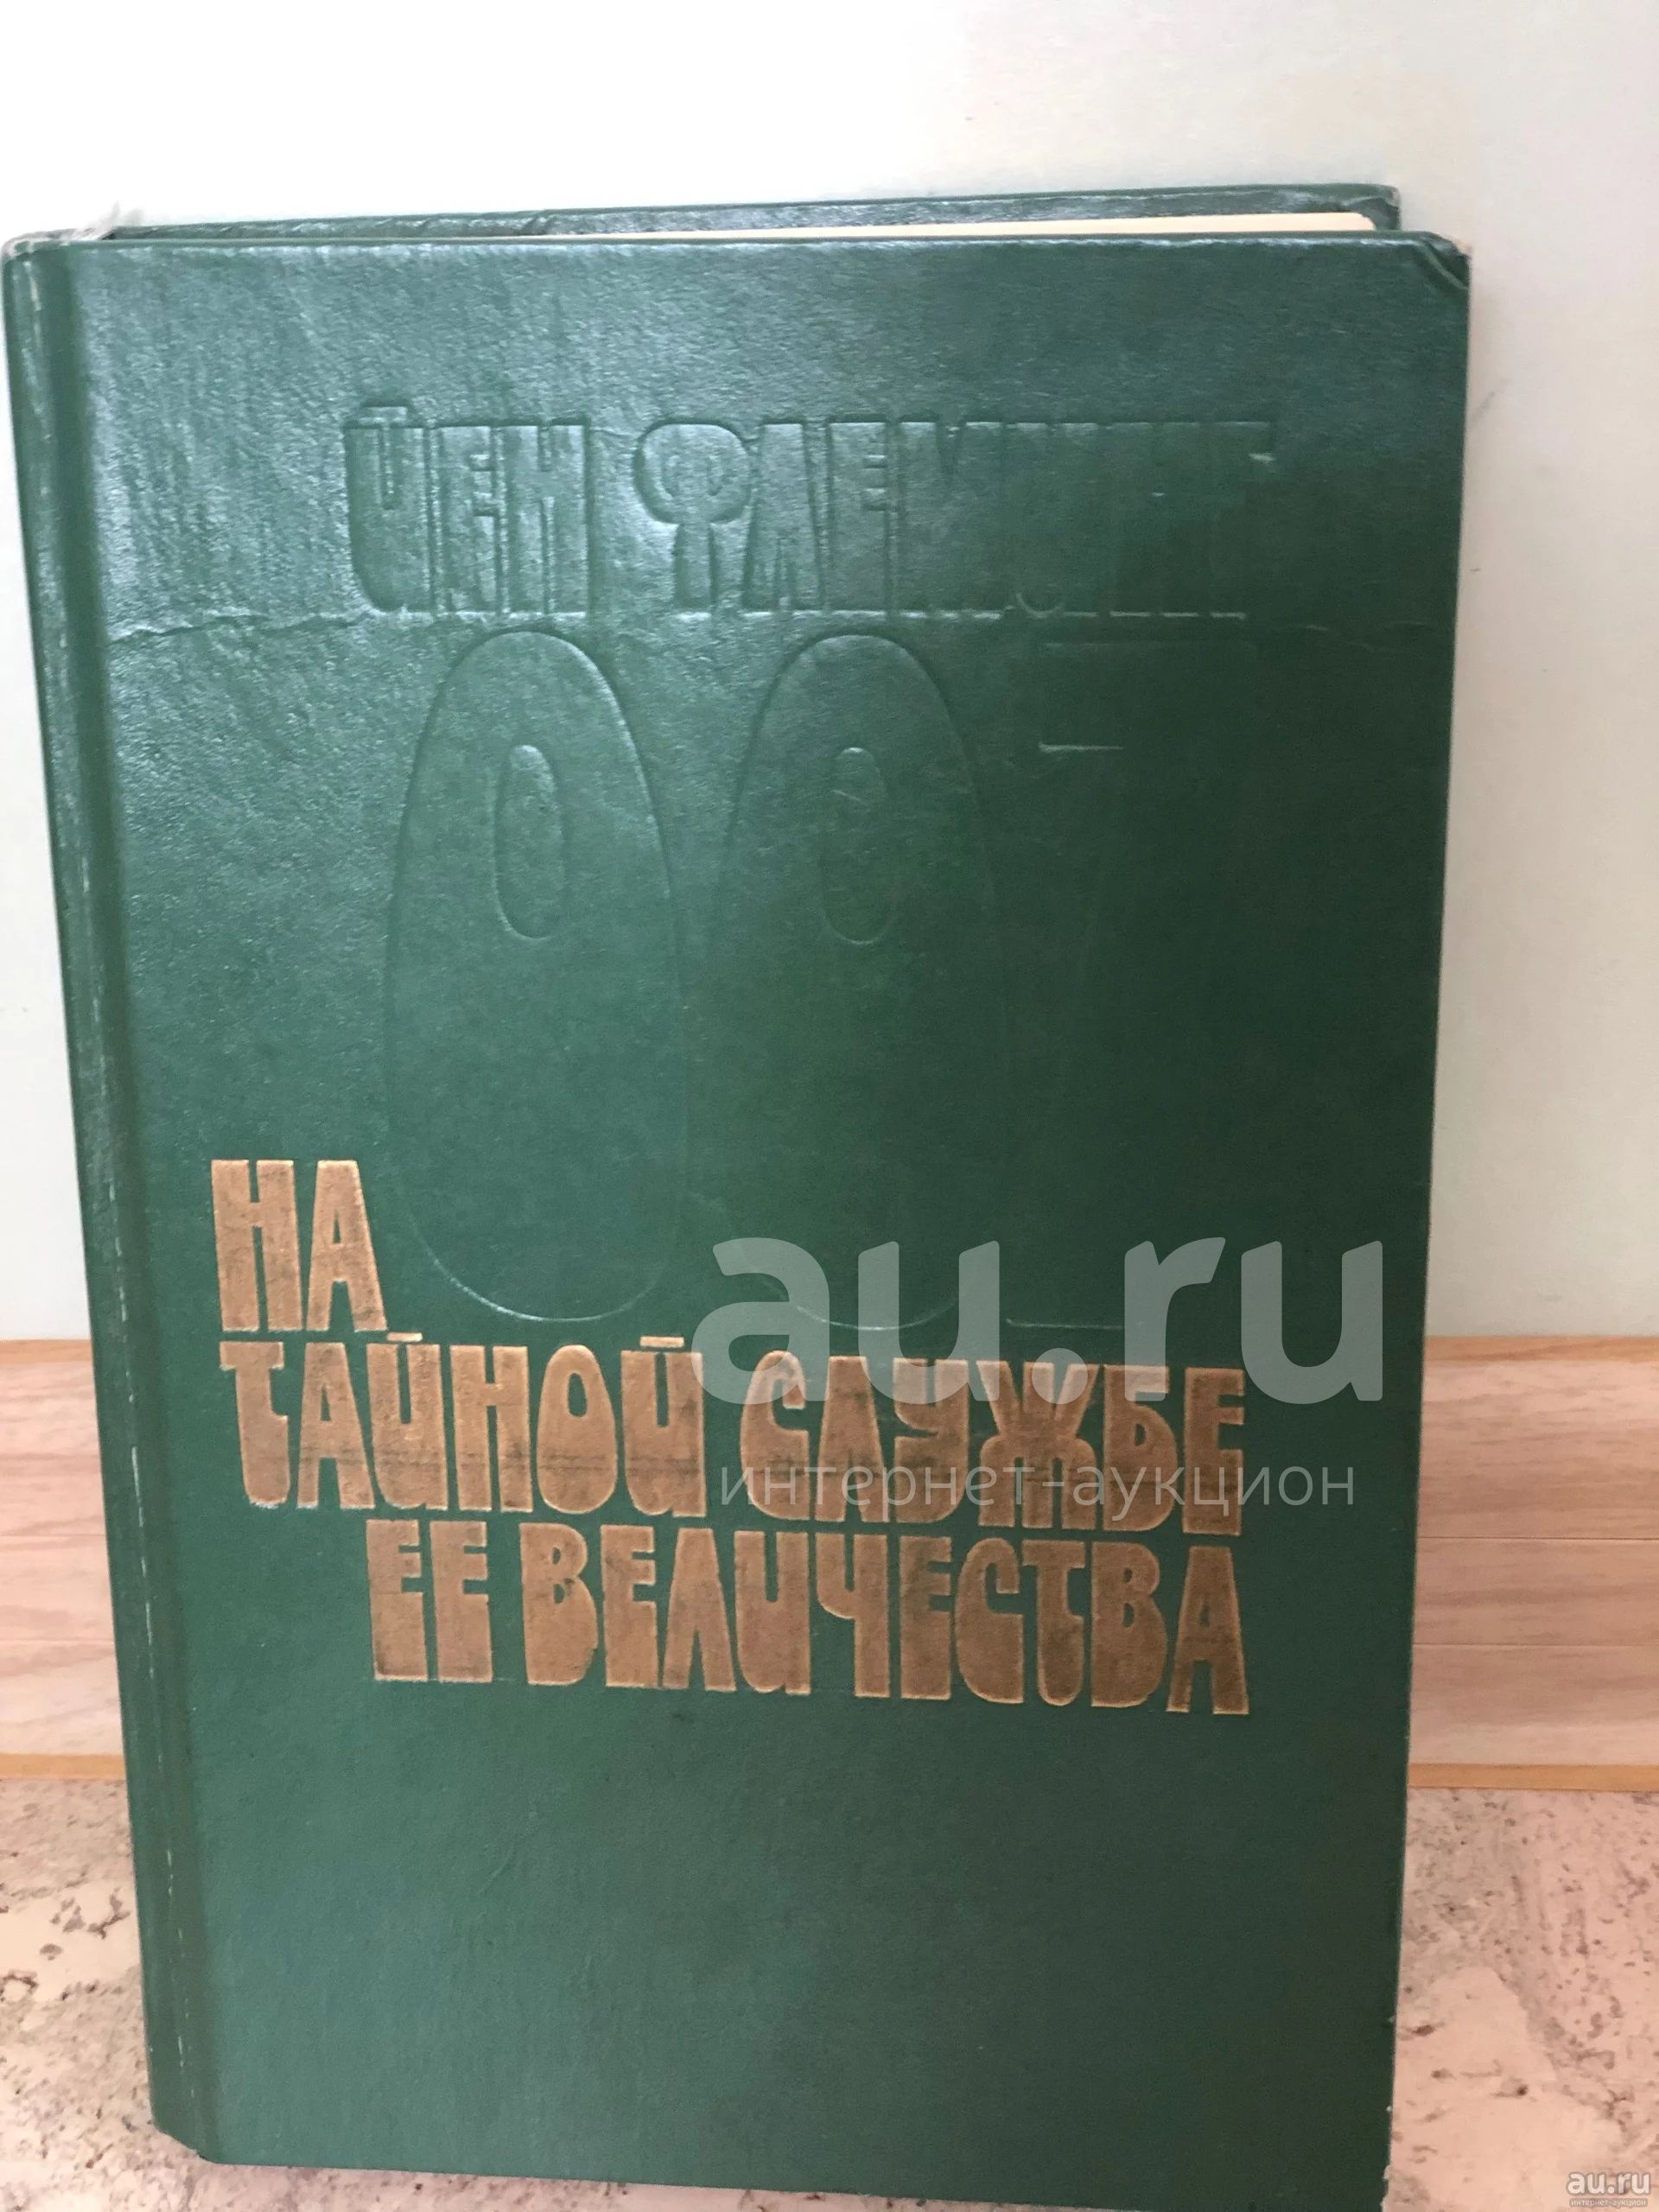 ЙЕН ФЛЕМИНГ
007
НА
ТАЙНОЙ СЛУЖБЕ
ЕЕ ВЕЛИЧЕСТВА
au.ru
интернет-аукцион
au.ru
интернет-аукцион